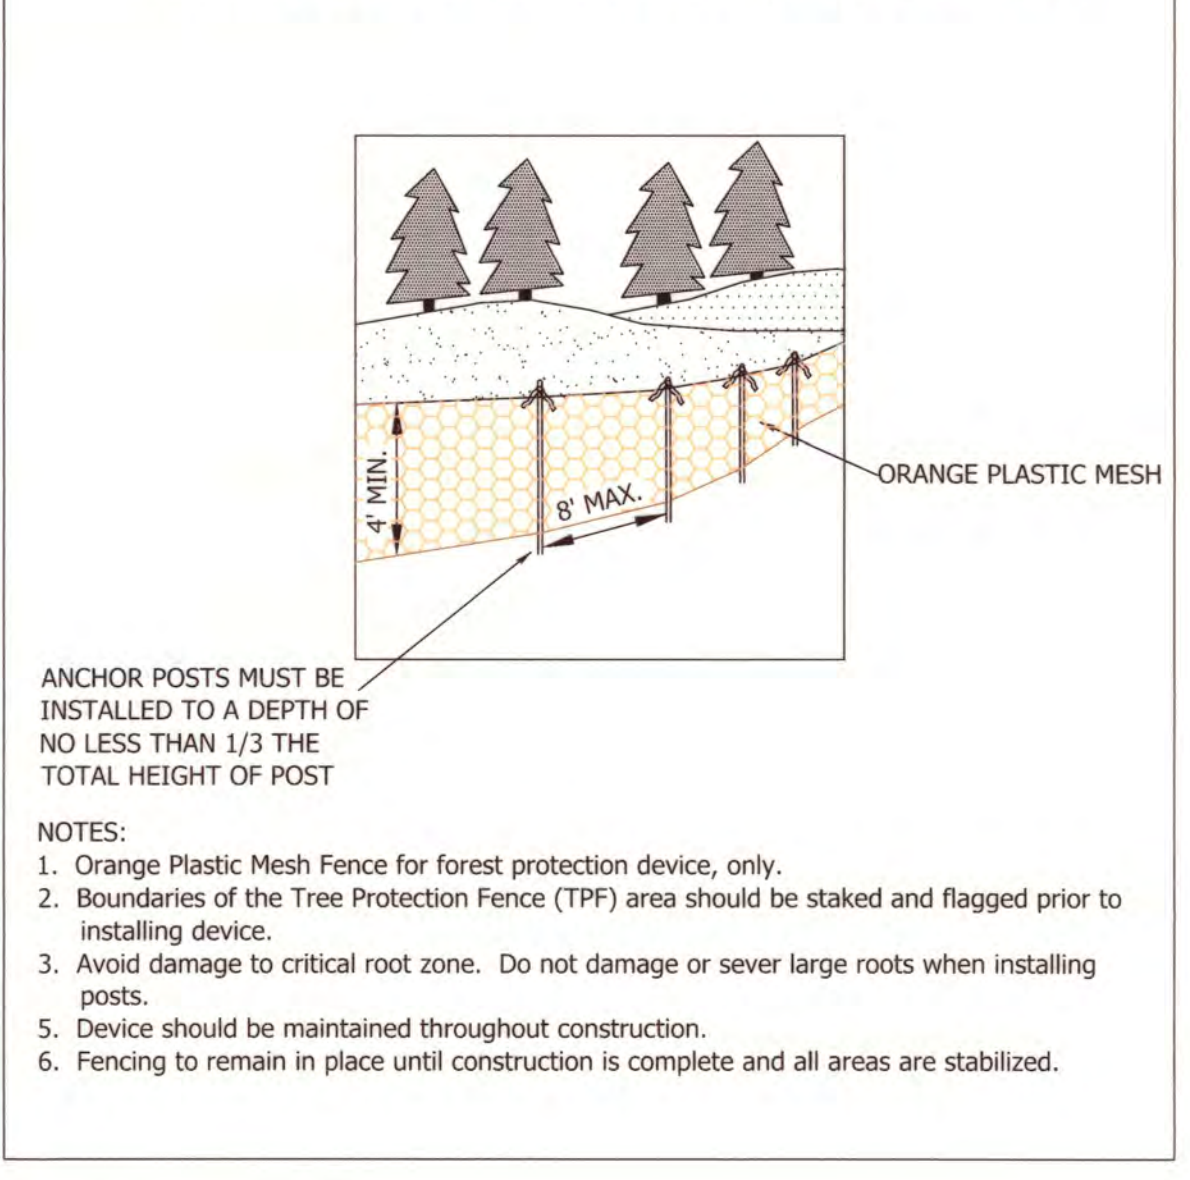 4' MIN.
8' MAX.
ORANGE PLASTIC MESH
ANCHOR POSTS MUST BE
INSTALLED TO A DEPTH OF
NO LESS THAN 1/3 THE
TOTAL HEIGHT OF POST
NOTES:
1. Orange Plastic Mesh Fence for forest protection device, only.
2. Boundaries of the Tree Protection Fence (TPF) area should be staked and flagged prior to
installing device.
3. Avoid damage to critical root zone. Do not damage or sever large roots when installing
posts.
5. Device should be maintained throughout construction.
6. Fencing to remain in place until construction is complete and all areas are stabilized.